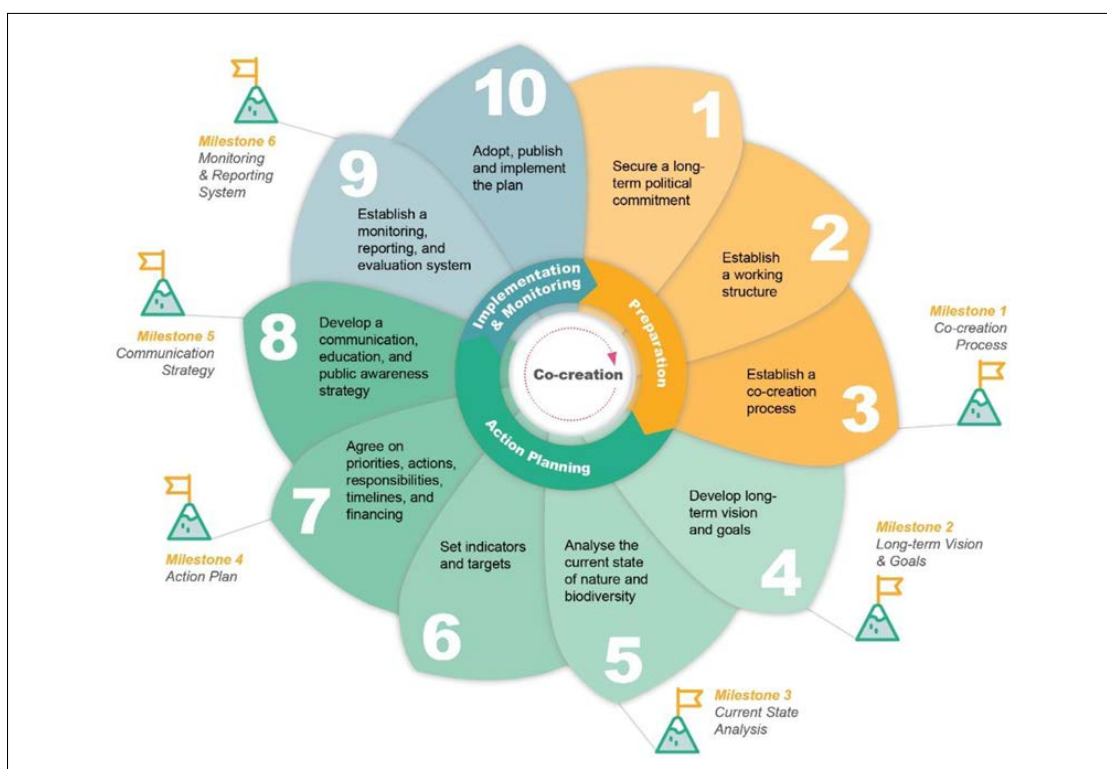 1
Secure a long-
term political
commitment
2
Establish
a working
structure
3
Establish a
co-creation
process
Milestone 1
Co-creation
Process
4
Develop long-
term vision
and goals
Milestone 2
Long-term Vision
& Goals
5
Analyse the
current state
of nature and
biodiversity
Milestone 3
Current State
Analysis
6
Set indicators
and targets
7
Agree on
priorities, actions,
responsibilities,
timelines, and
financing
Milestone 4
Action Plan
8
Develop a
communication,
education, and
public awareness
strategy
Milestone 5
Communication
Strategy
9
Establish a
monitoring,
reporting, and
evaluation system
Milestone 6
Monitoring
& Reporting
System
10
Adopt, publish
and implement
the plan
Preparation
Action Planning
Implementation
& Monitoring
Co-creation